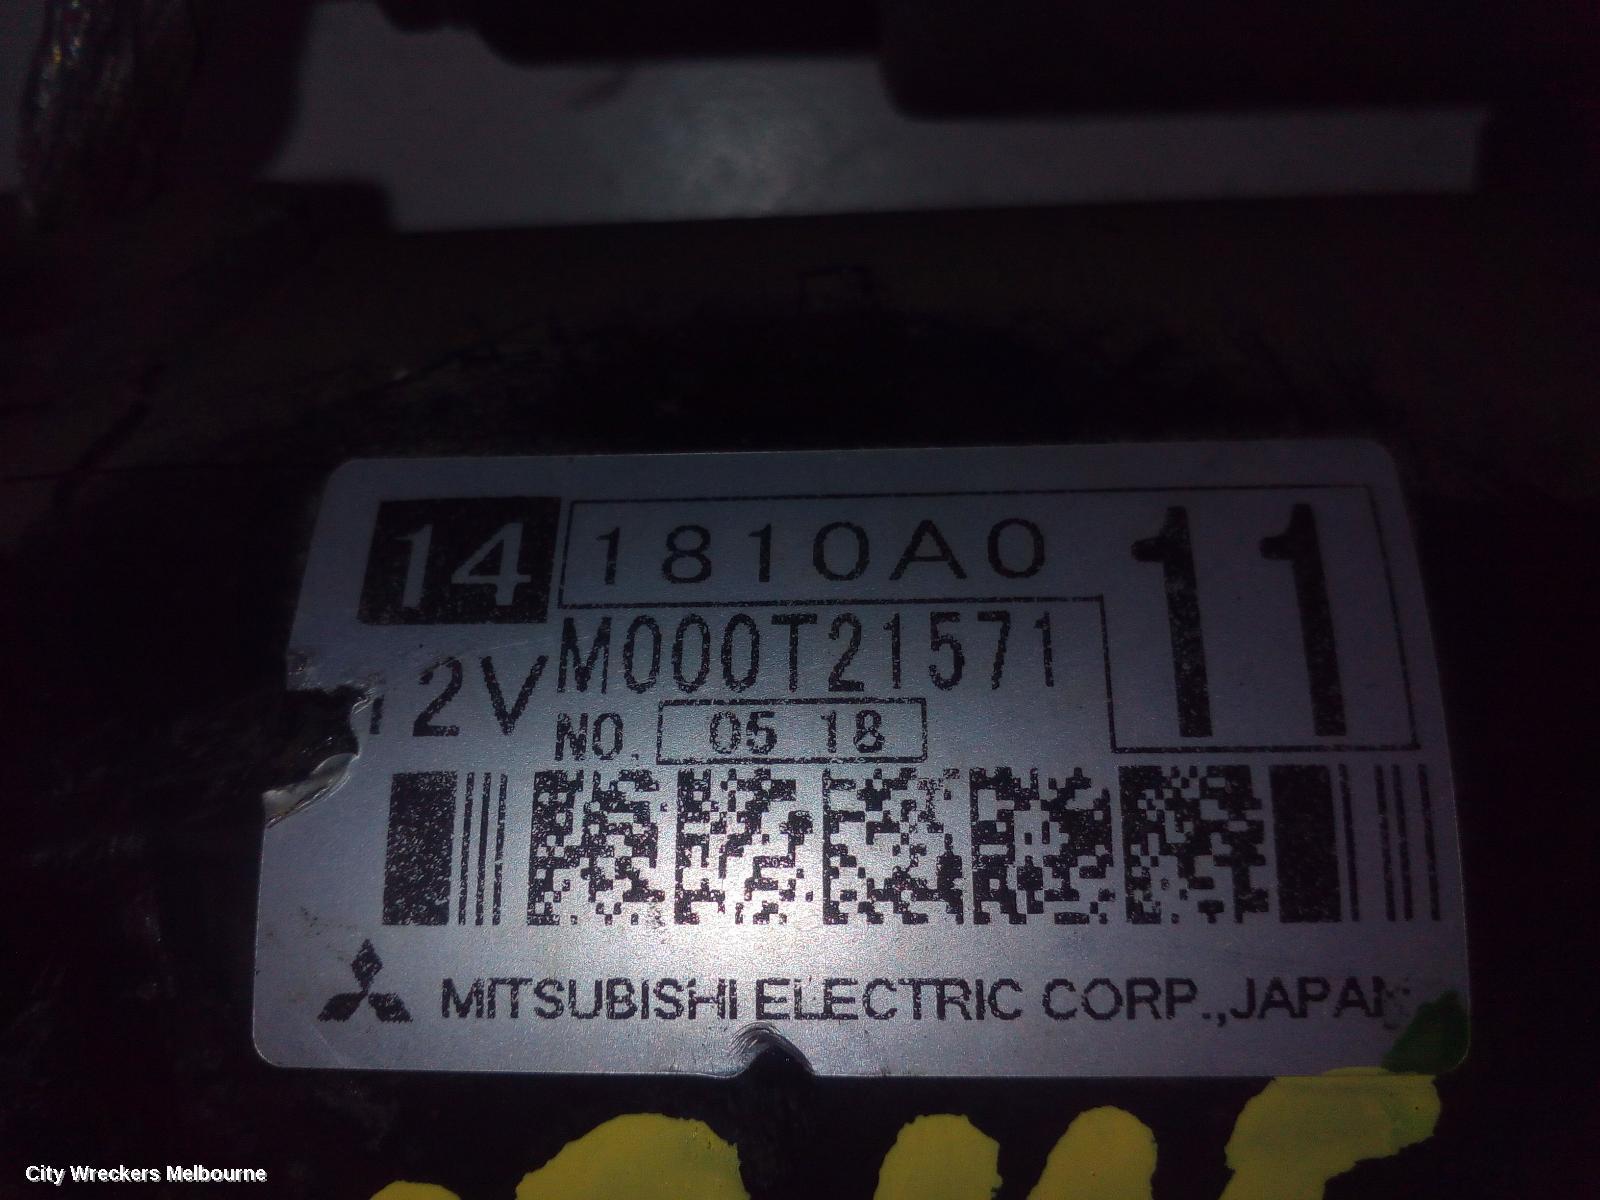 14 1810A0 11
M000T21571
12V
NO. 05 18
MITSUBISHI ELECTRIC CORP.,JAPAN
City Wreckers Melbourne